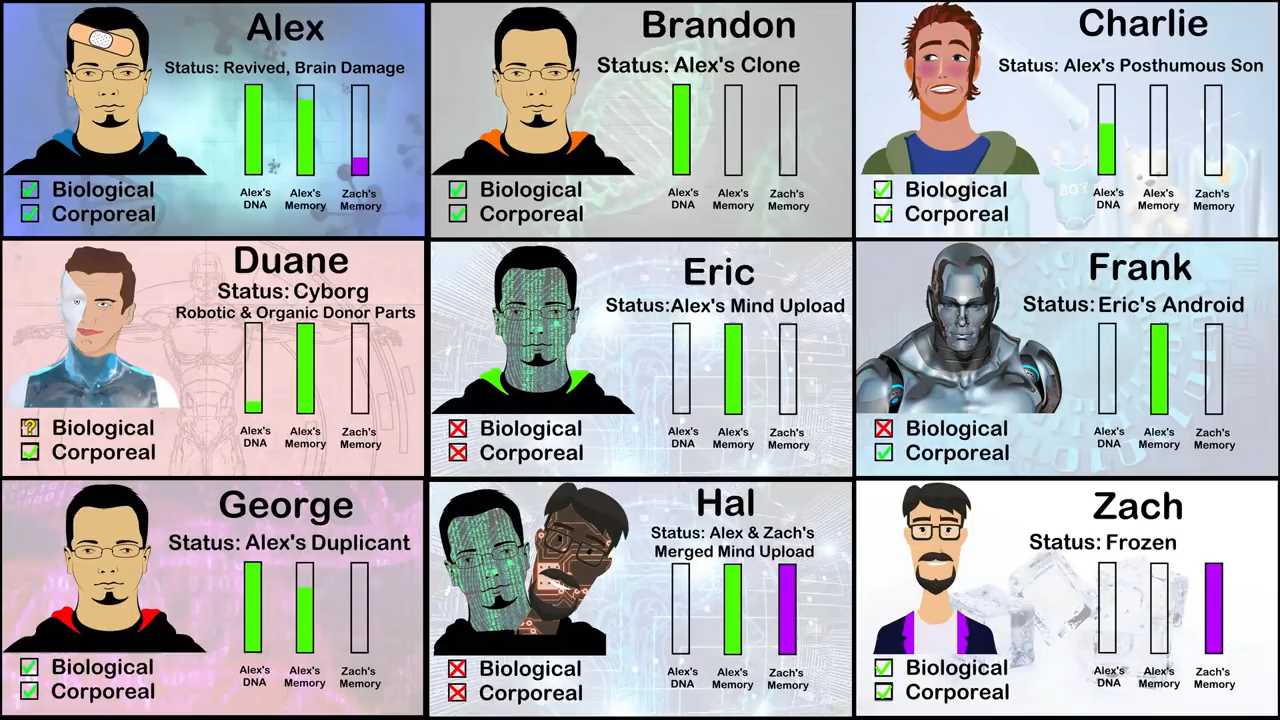 Alex
Status: Revived, Brain Damage
Alex's DNA
Alex's Memory
Zach's Memory
Biological
Corporeal
Brandon
Status: Alex's Clone
Alex's DNA
Alex's Memory
Zach's Memory
Biological
Corporeal
Charlie
Status: Alex's Posthumous Son
BOY
Alex's DNA
Alex's Memory
Zach's Memory
Biological
Corporeal
Duane
Status: Cyborg
Robotic & Organic Donor Parts
?
Alex's DNA
Alex's Memory
Zach's Memory
Biological
Corporeal
Eric
Status:Alex's Mind Upload
Alex's DNA
Alex's Memory
Zach's Memory
Biological
Corporeal
Frank
Status: Eric's Android
Alex's DNA
Alex's Memory
Zach's Memory
Biological
Corporeal
George
Status: Alex's Duplicant
Alex's DNA
Alex's Memory
Zach's Memory
Biological
Corporeal
Hal
Status: Alex & Zach's
Merged Mind Upload
Alex's DNA
Alex's Memory
Zach's Memory
Biological
Corporeal
Zach
Status: Frozen
Alex's DNA
Alex's Memory
Zach's Memory
Biological
Corporeal